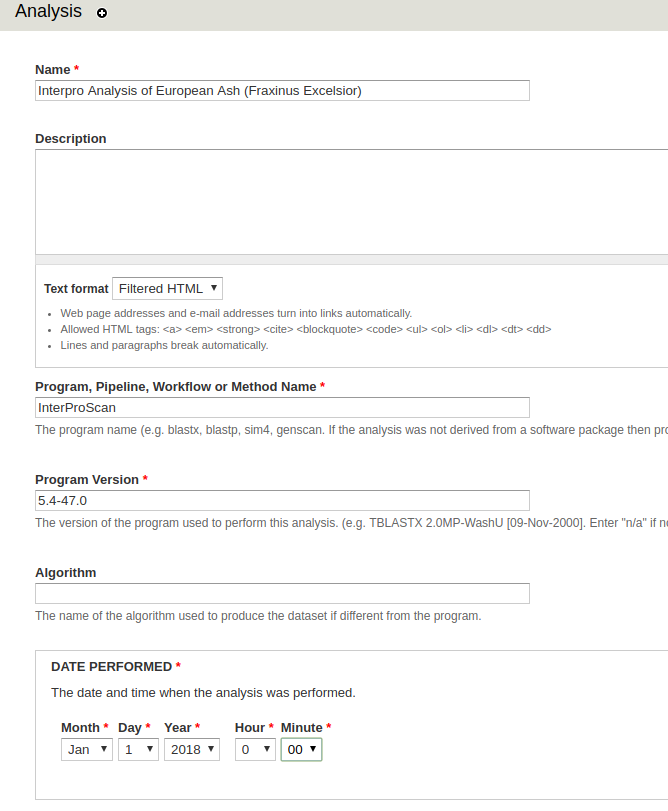 Analysis
Name *
Interpro Analysis of European Ash (Fraxinus Excelsior)
Description
Text format Filtered HTML
Web page addresses and e-mail addresses turn into links automatically.
Allowed HTML tags: <a> <em> <strong> <cite> <blockquote> <code> <ul> <ol> <li> <dl> <dt> <dd>
Lines and paragraphs break automatically.
Program, Pipeline, Workflow or Method Name *
InterProScan
The program name (e.g. blastx, blastp, sim4, genscan. If the analysis was not derived from a software package then
Program Version *
5.4-47.0
The version of the program used to perform this analysis. (e.g. TBLASTX 2.0MP-WashU [09-Nov-2000]. Enter "n/a" if
Algorithm
The name of the algorithm used to produce the dataset if different from the program.
DATE PERFORMED *
The date and time when the analysis was performed.
Month * Day * Year * Hour * Minute *
Jan 1 2018 0 00